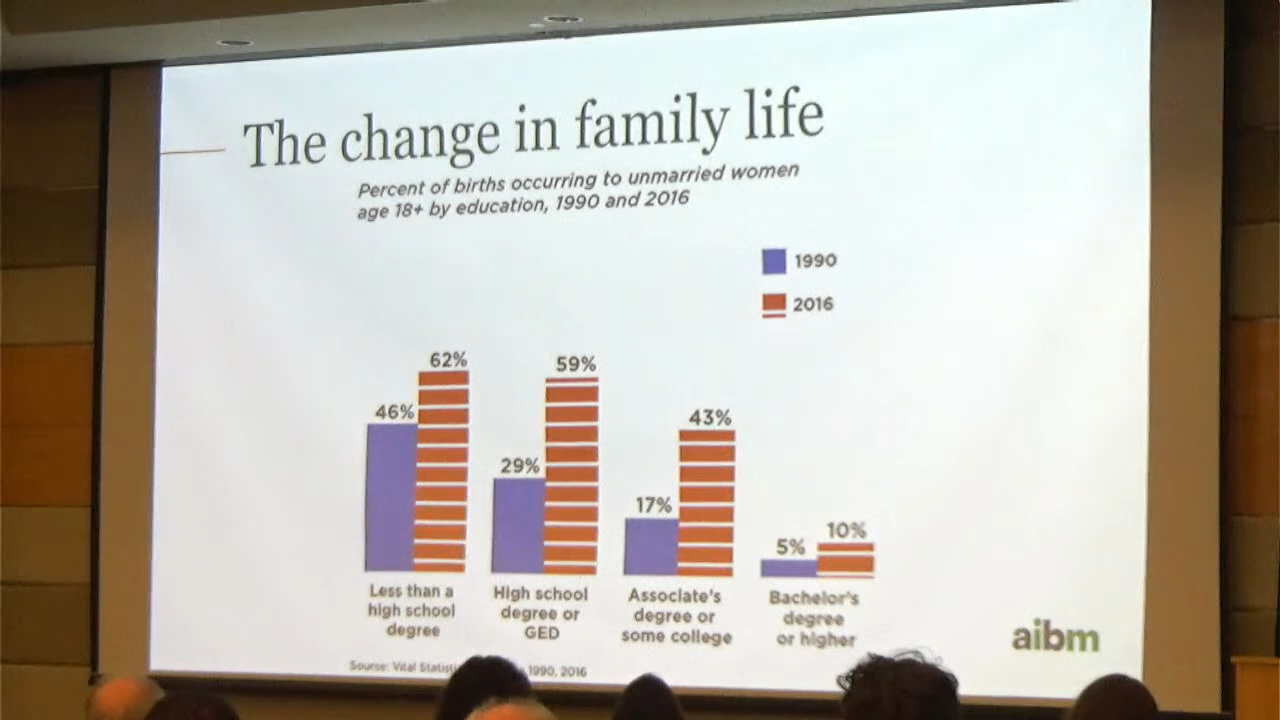 The change in family life
Percent of births occurring to unmarried women
age 18+ by education, 1990 and 2016
1990
2016
62%
59%
46%
43%
29%
17%
10%
5%
Less than a
high school
degree
High school
degree or
GED
Associate's
degree or
some college
Bachelor's
degree
or higher
aibm
Source: Vital 1990, 2016